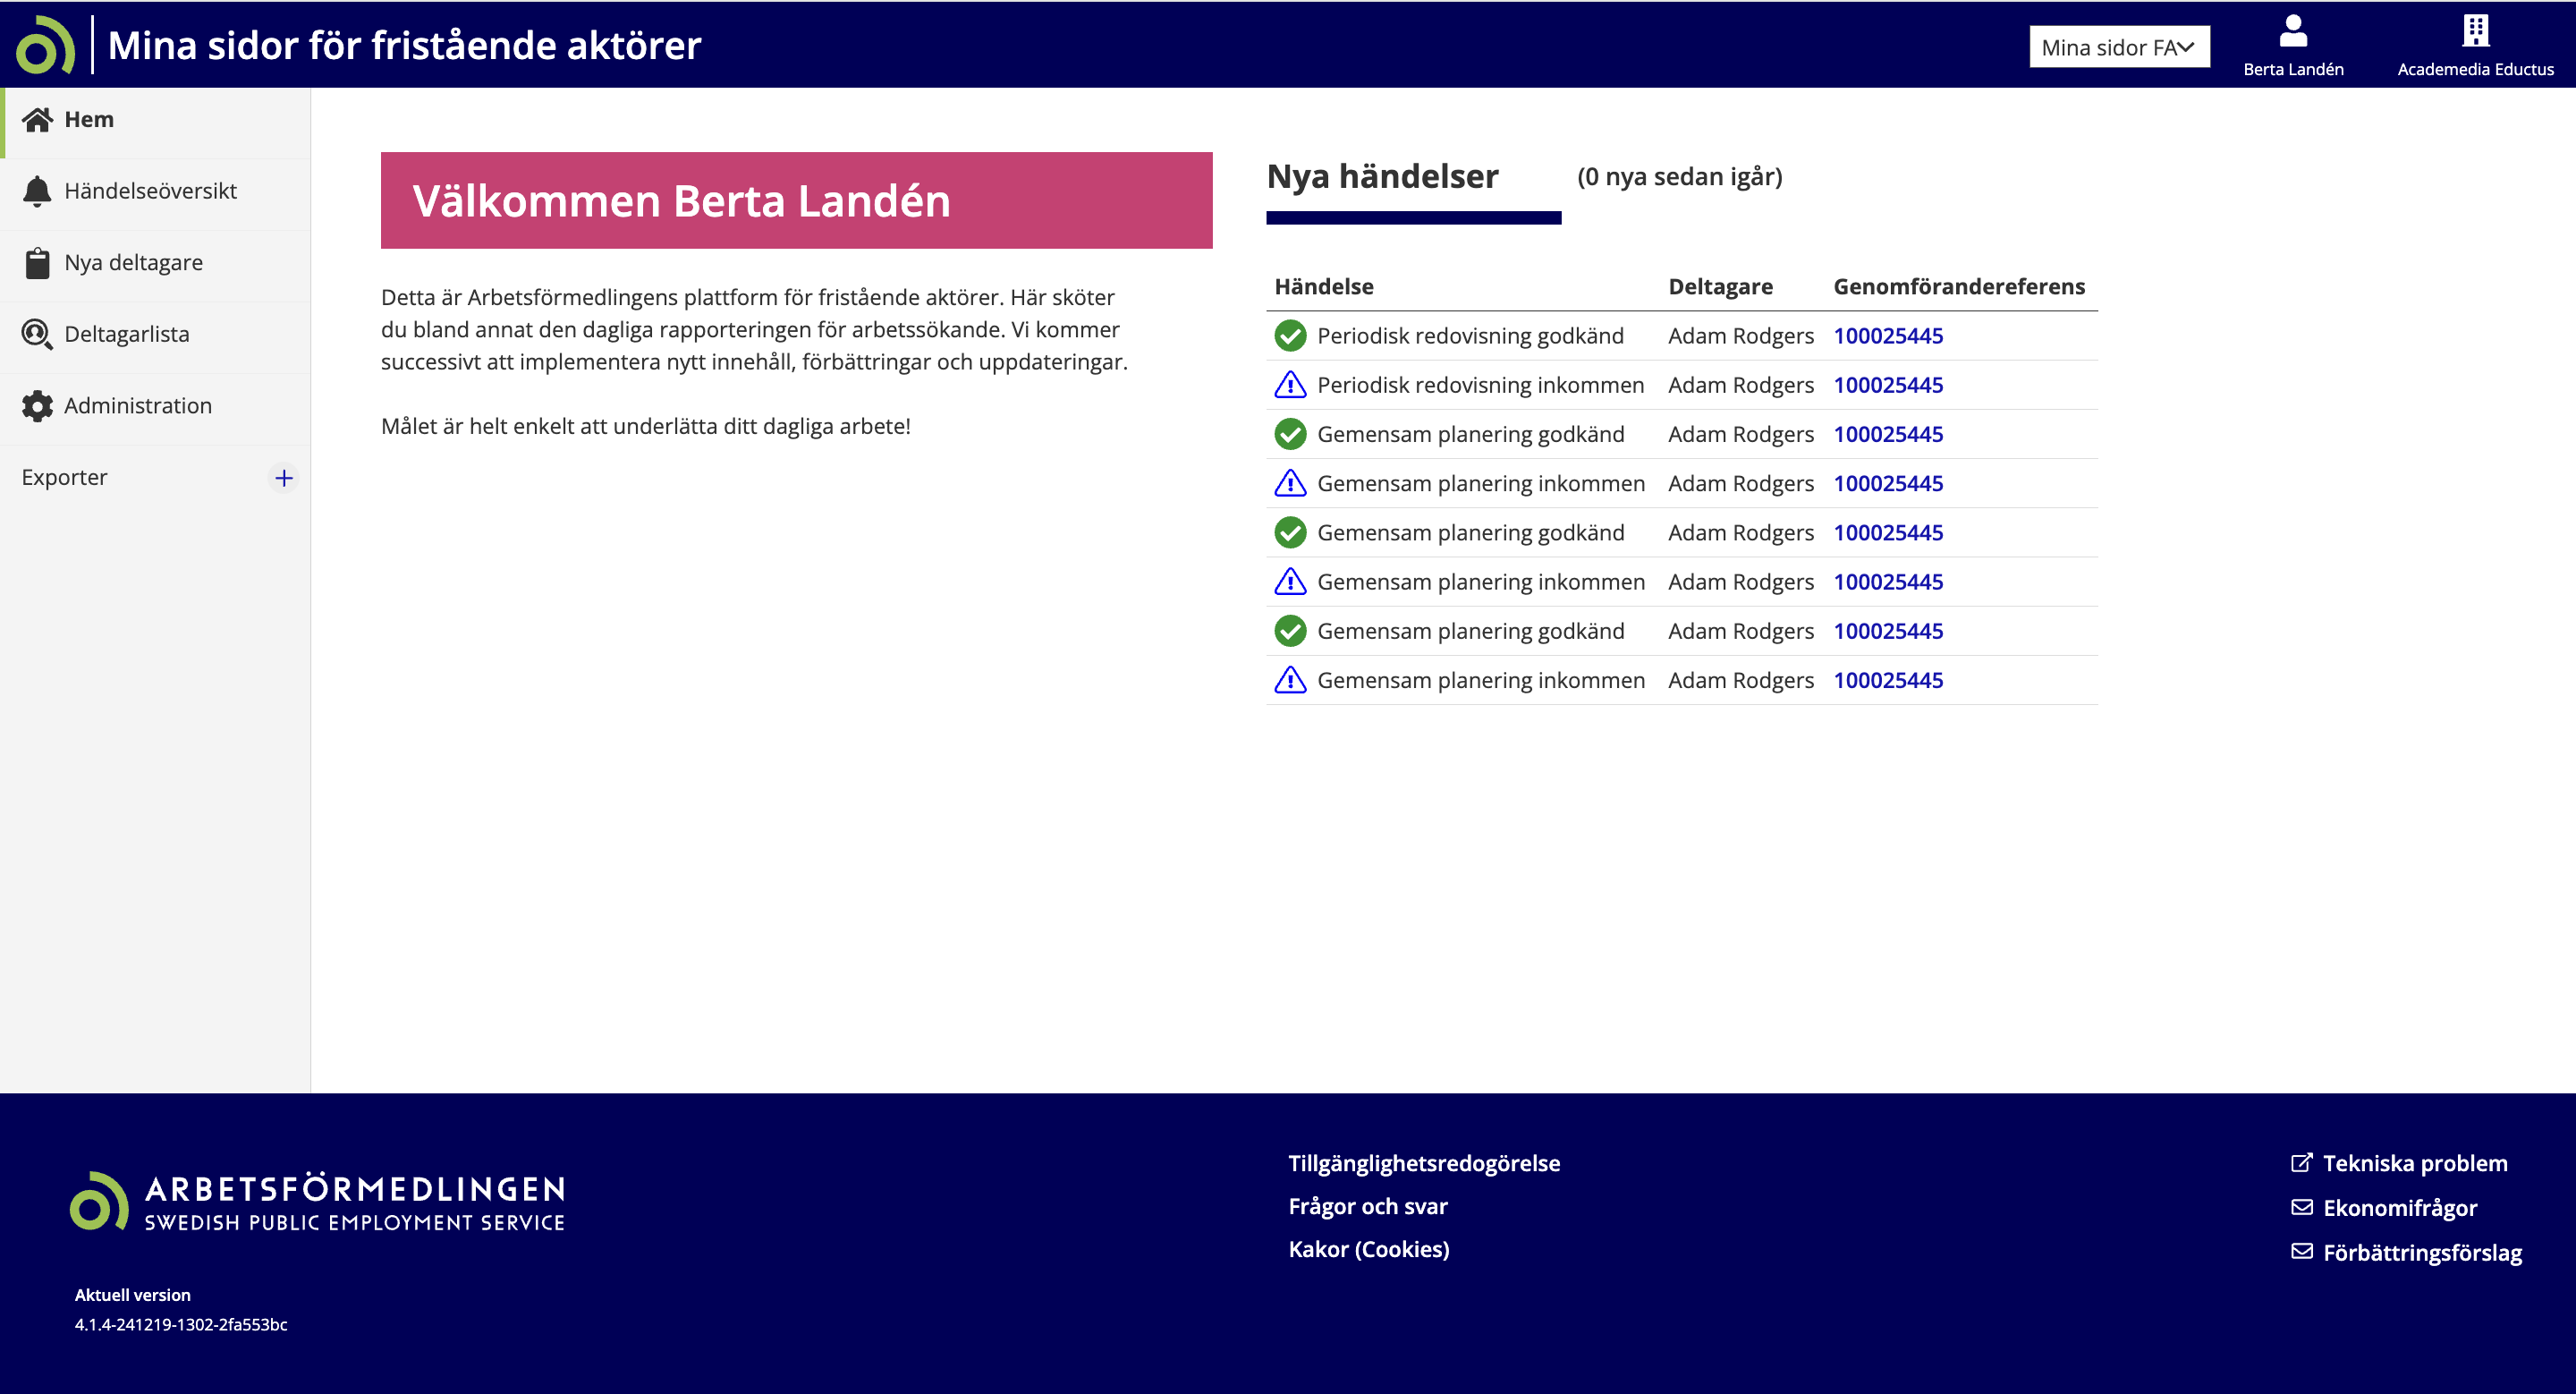 Mina sidor för fristående aktörer
Mina sidor FA
Berta Landén
Academedia Eductus
Hem
Händelseöversikt
Nya deltagare
Deltagarlista
Administration
Exporter
Välkommen Berta Landén
Detta är Arbetsförmedlingens plattform för fristående aktörer. Här sköter
du bland annat den dagliga rapporteringen för arbetssökande. Vi kommer
successivt att implementera nytt innehåll, förbättringar och uppdateringar.
Målet är helt enkelt att underlätta ditt dagliga arbete!
Nya händelser (0 nya sedan igår)
Händelse Deltagare Genomförandereferens
Periodisk redovisning godkänd Adam Rodgers 100025445
Periodisk redovisning inkommen Adam Rodgers 100025445
Gemensam planering godkänd Adam Rodgers 100025445
Gemensam planering inkommen Adam Rodgers 100025445
Gemensam planering godkänd Adam Rodgers 100025445
Gemensam planering inkommen Adam Rodgers 100025445
Gemensam planering godkänd Adam Rodgers 100025445
Gemensam planering inkommen Adam Rodgers 100025445
ARBETSFÖRMEDLINGEN
SWEDISH PUBLIC EMPLOYMENT SERVICE
Aktuell version
4.1.4-241219-1302-2fa553bc
Tillgänglighetsredogörelse
Frågor och svar
Kakor (Cookies)
Tekniska problem
Ekonomifrågor
Förbättringsförslag